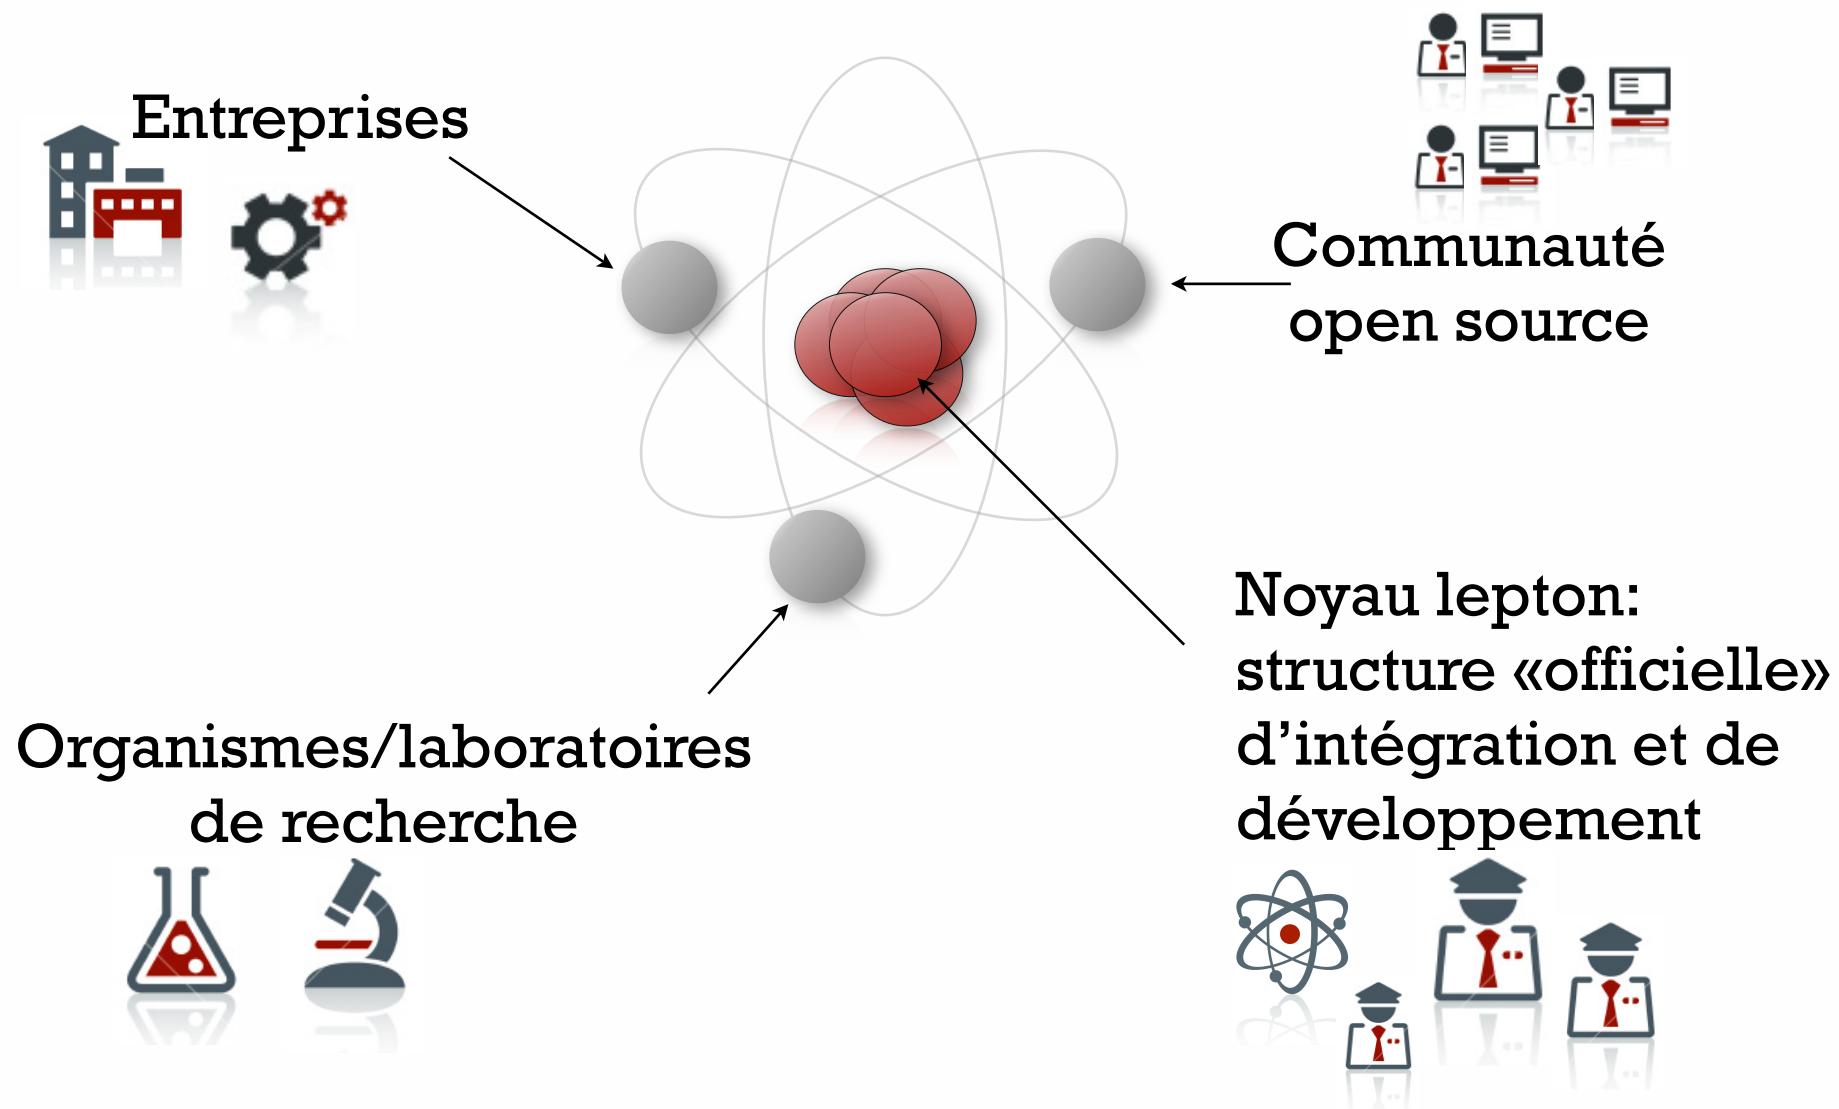 Entreprises
Communauté
open source
Noyau lepton:
structure «officielle»
d’intégration et de
développement
Organismes/laboratoires
de recherche